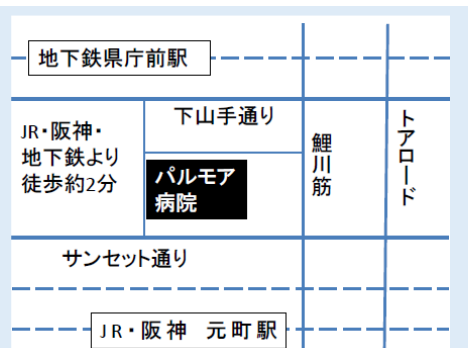 地下鉄県庁前駅
下山手通り
JR・阪神・
地下鉄より
徒歩約2分
パルモア
病院
鯉川筋
トアロード
サンセット通り
JR・阪神 元町駅